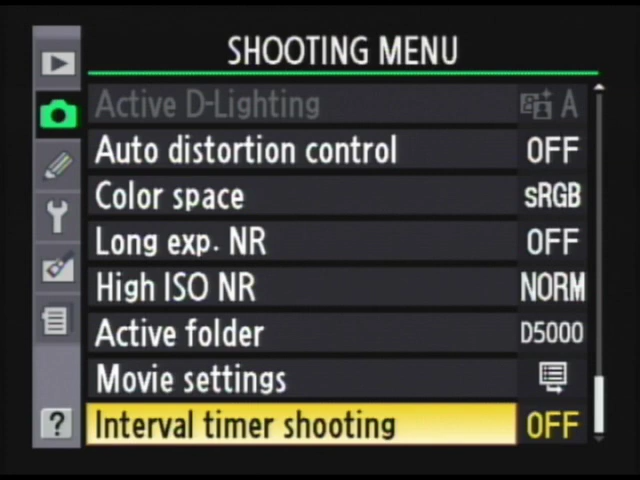 SHOOTING MENU
Active D-Lighting A
Auto distortion control OFF
Color space sRGB
Long exp. NR OFF
High ISO NR NORM
Active folder D5000
Movie settings
Interval timer shooting OFF
?